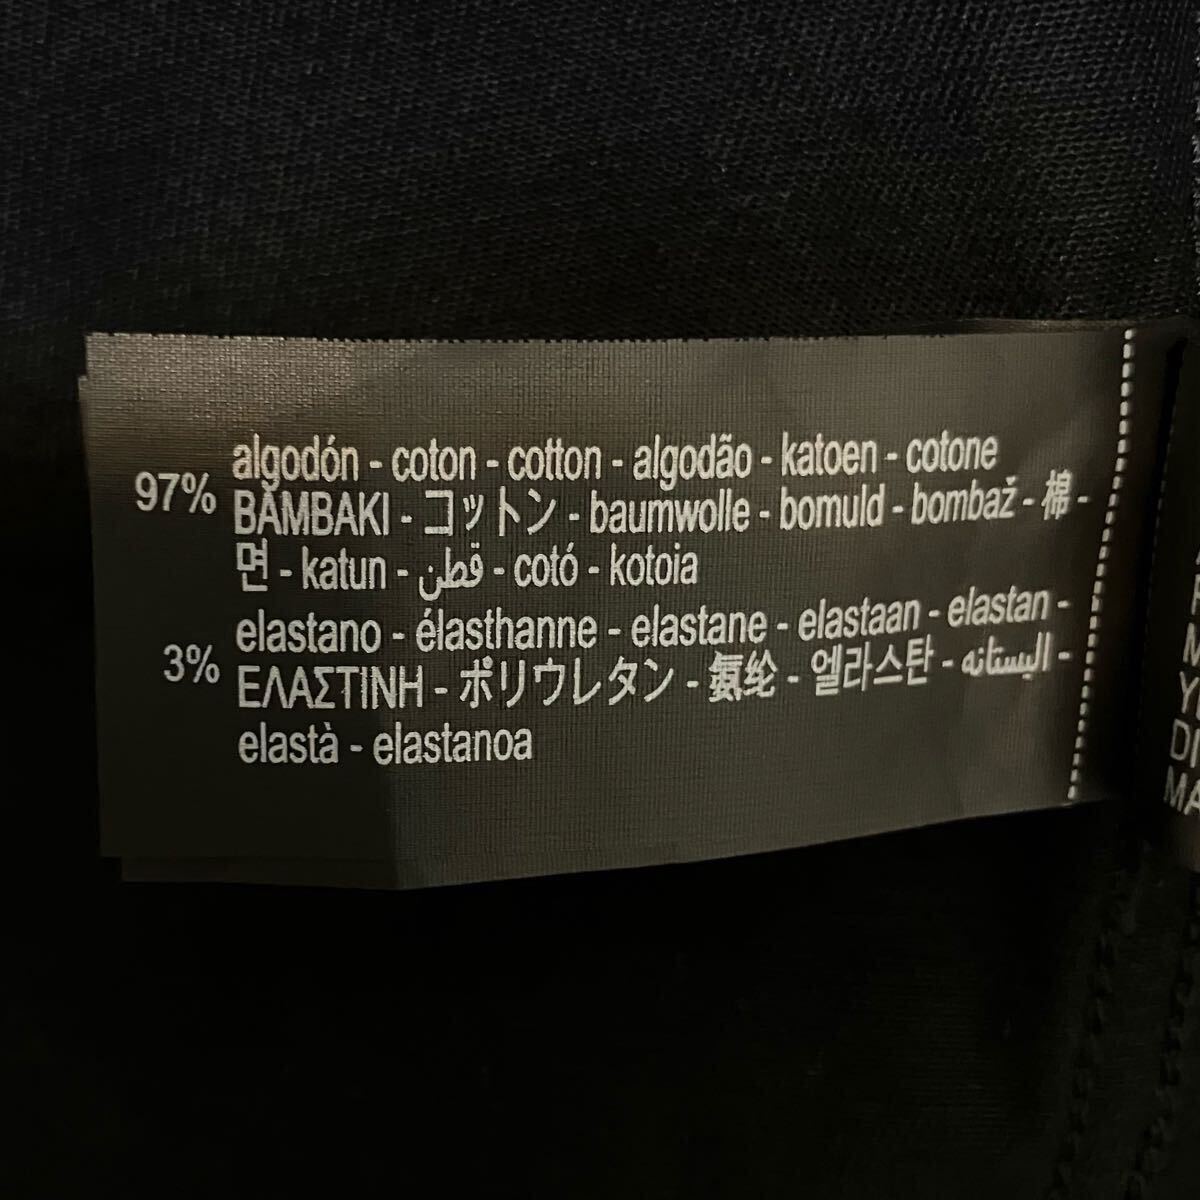 97% algodón - coton - cotton - algodão - katoen - cotone
BAMBAKI - コットン - baumwolle - bomuld - bombaž - 棉 -
면 - katun - قطن - cotó - kotoia
3% elastano - élasthanne - elastane - elastaan - elastan -
ΕΛΑΣΤΙΝΗ - ポリウレタン - 氨纶 - 엘라스탄 - اليستانه -
elastà - elastanoa
M
Y
DI
MA